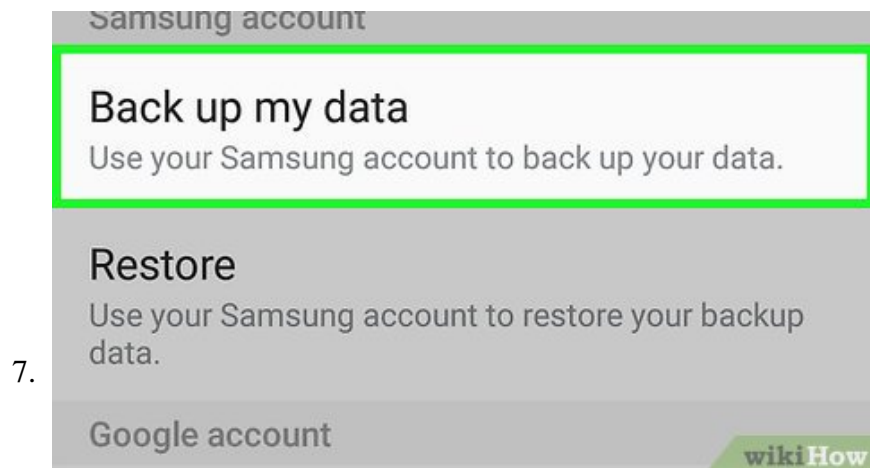 Samsung account
Back up my data
Use your Samsung account to back up your data.
Restore
Use your Samsung account to restore your backup
data.
7.
Google account
wikiHow